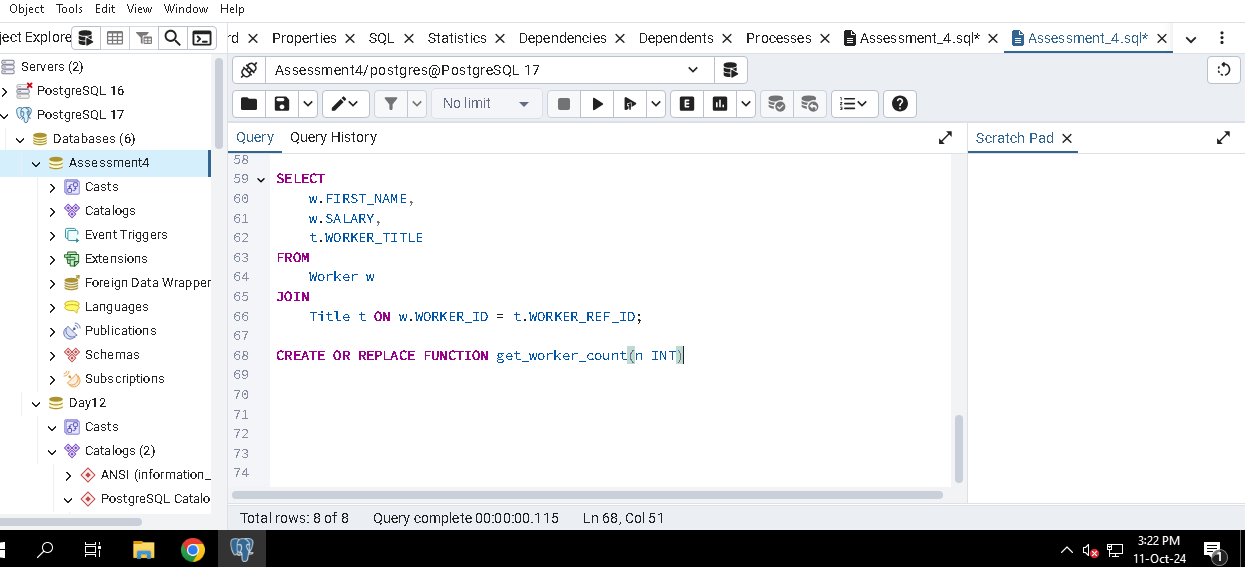 Object Tools Edit View Window Help
ject Explore
rd Properties SQL Statistics Dependencies Dependents Processes Assessment_4.sql* Assessment_4.sql*
Servers (2)
PostgreSQL 16
PostgreSQL 17
Databases (6)
Assessment4
Casts
Catalogs
Event Triggers
Extensions
Foreign Data Wrapper
Languages
Publications
Schemas
Subscriptions
Day12
Casts
Catalogs (2)
ANSI (information_
PostgreSQL Catalo
Assessment4/postgres@PostgreSQL 17
No limit
E
Query Query History
Scratch Pad
58
59 SELECT
60 w.FIRST_NAME,
61 w.SALARY,
62 t.WORKER_TITLE
63 FROM
64 Worker w
65 JOIN
66 Title t ON w.WORKER_ID = t.WORKER_REF_ID;
67
68 CREATE OR REPLACE FUNCTION get_worker_count(n INT)
69
70
71
72
73
74
Total rows: 8 of 8 Query complete 00:00:00.115 Ln 68, Col 51
3:22 PM
11-Oct-24
1